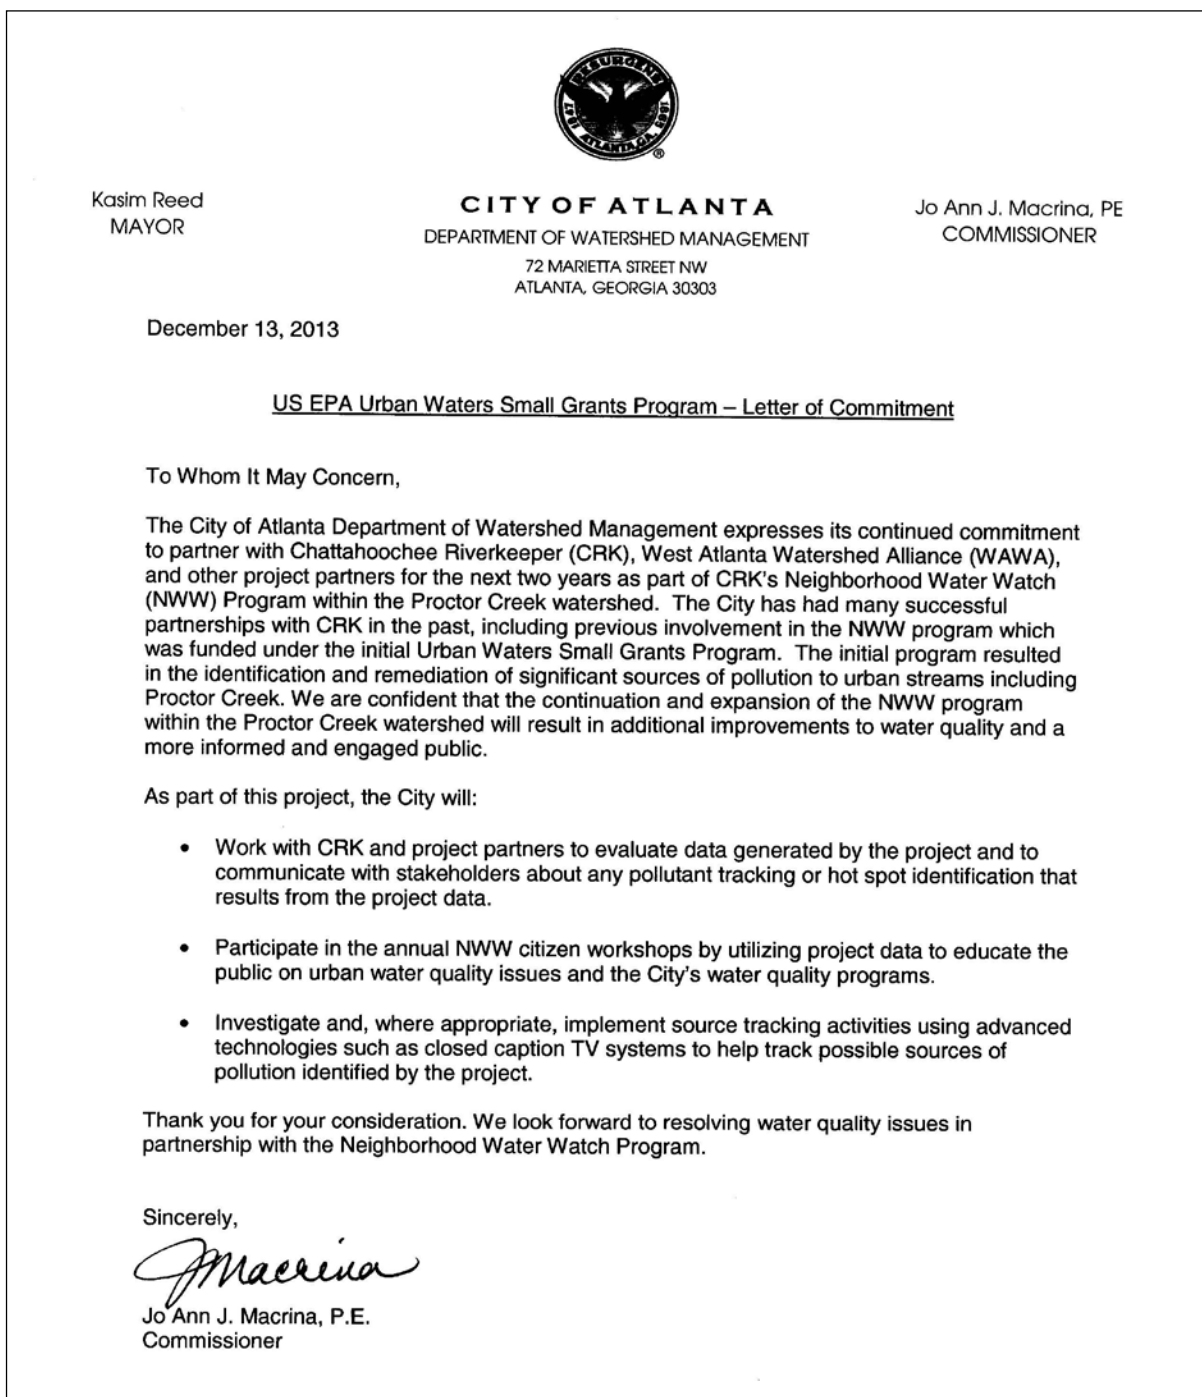 RESURGENS
1847 ATLANTA, GA. 1865
®
Kasim Reed
MAYOR
CITY OF ATLANTA
DEPARTMENT OF WATERSHED MANAGEMENT
72 MARIETTA STREET NW
ATLANTA, GEORGIA 30303
Jo Ann J. Macrina, PE
COMMISSIONER
December 13, 2013
US EPA Urban Waters Small Grants Program – Letter of Commitment
To Whom It May Concern,
The City of Atlanta Department of Watershed Management expresses its continued commitment
to partner with Chattahoochee Riverkeeper (CRK), West Atlanta Watershed Alliance (WAWA),
and other project partners for the next two years as part of CRK's Neighborhood Water Watch
(NWW) Program within the Proctor Creek watershed. The City has had many successful
partnerships with CRK in the past, including previous involvement in the NWW program which
was funded under the initial Urban Waters Small Grants Program. The initial program resulted
in the identification and remediation of significant sources of pollution to urban streams including
Proctor Creek. We are confident that the continuation and expansion of the NWW program
within the Proctor Creek watershed will result in additional improvements to water quality and a
more informed and engaged public.
As part of this project, the City will:
• Work with CRK and project partners to evaluate data generated by the project and to
communicate with stakeholders about any pollutant tracking or hot spot identification that
results from the project data.
• Participate in the annual NWW citizen workshops by utilizing project data to educate the
public on urban water quality issues and the City's water quality programs.
• Investigate and, where appropriate, implement source tracking activities using advanced
technologies such as closed caption TV systems to help track possible sources of
pollution identified by the project.
Thank you for your consideration. We look forward to resolving water quality issues in
partnership with the Neighborhood Water Watch Program.
Sincerely,
JMacrina
Jo Ann J. Macrina, P.E.
Commissioner